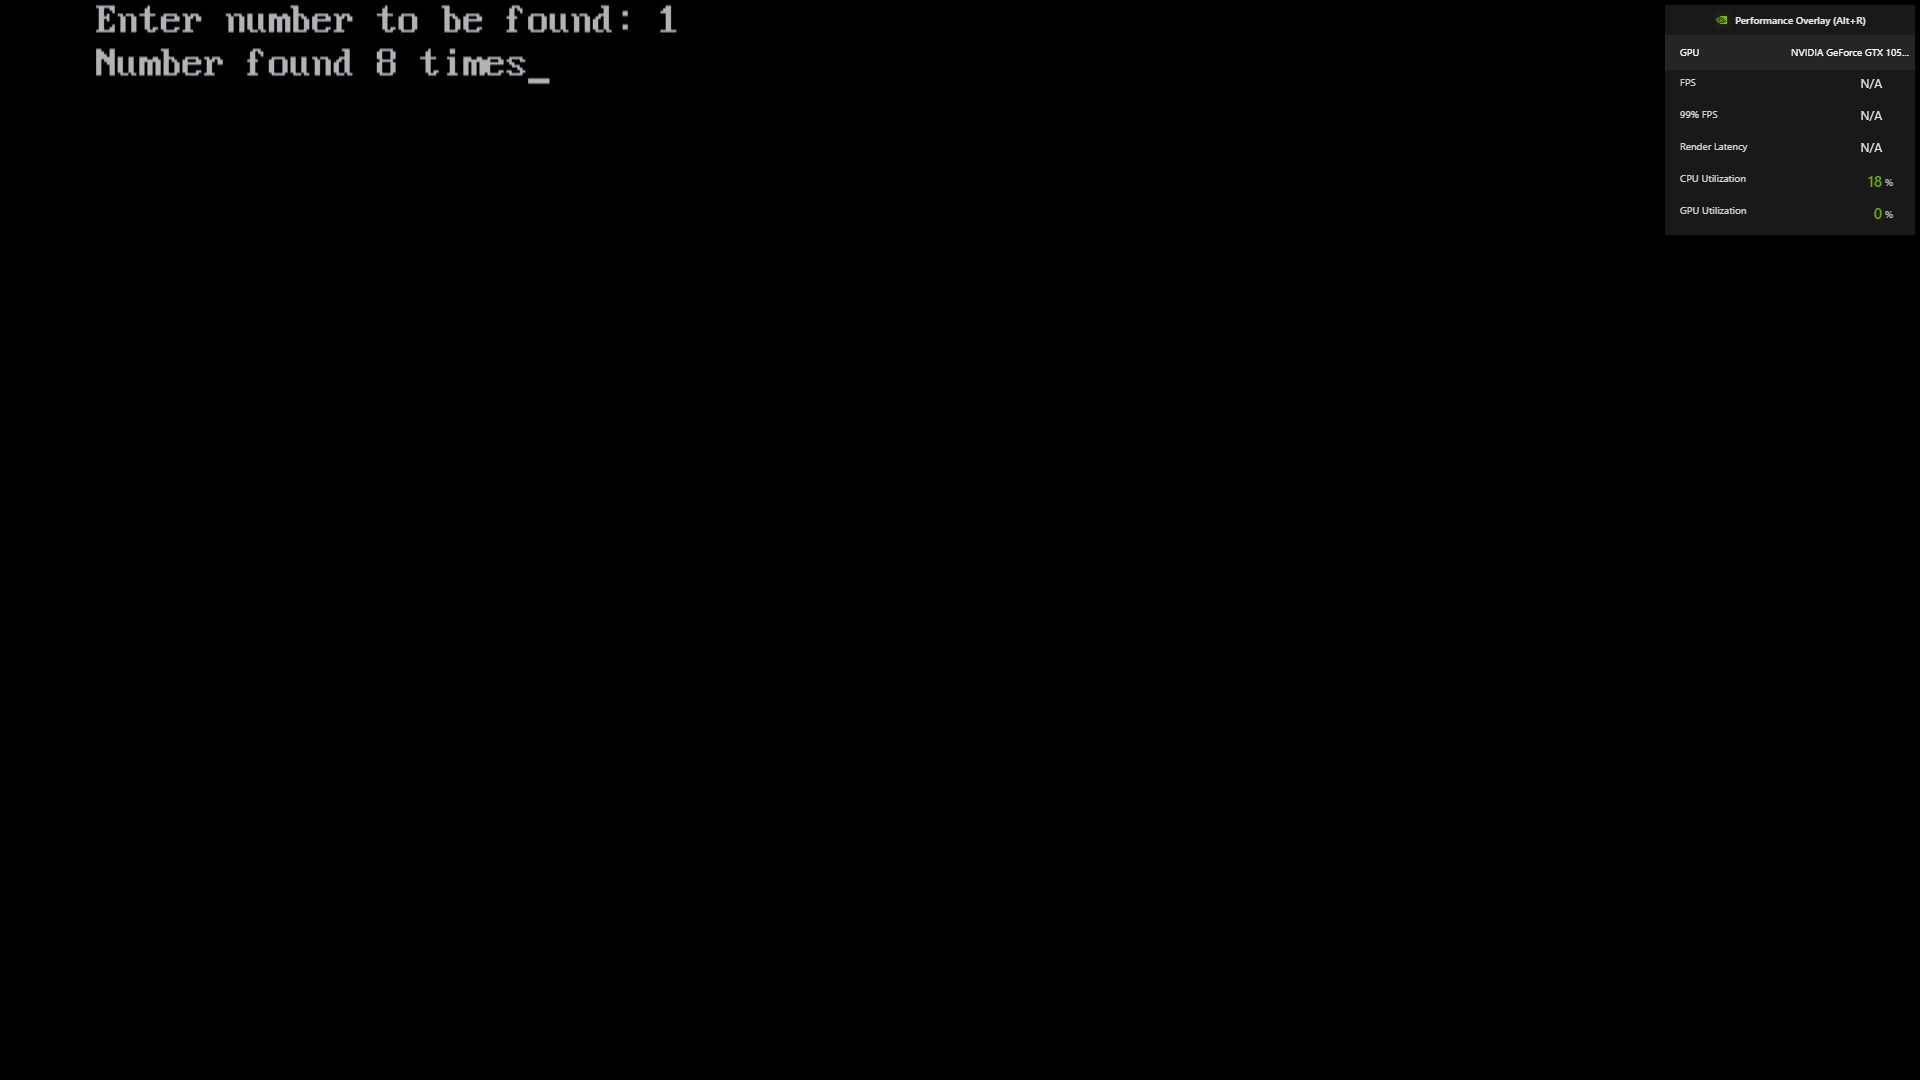 Enter number to be found: 1
Number found 8 times_
Performance Overlay (Alt+R)
GPU NVIDIA GeForce GTX 105...
FPS N/A
99% FPS N/A
Render Latency N/A
CPU Utilization 18 %
GPU Utilization 0 %